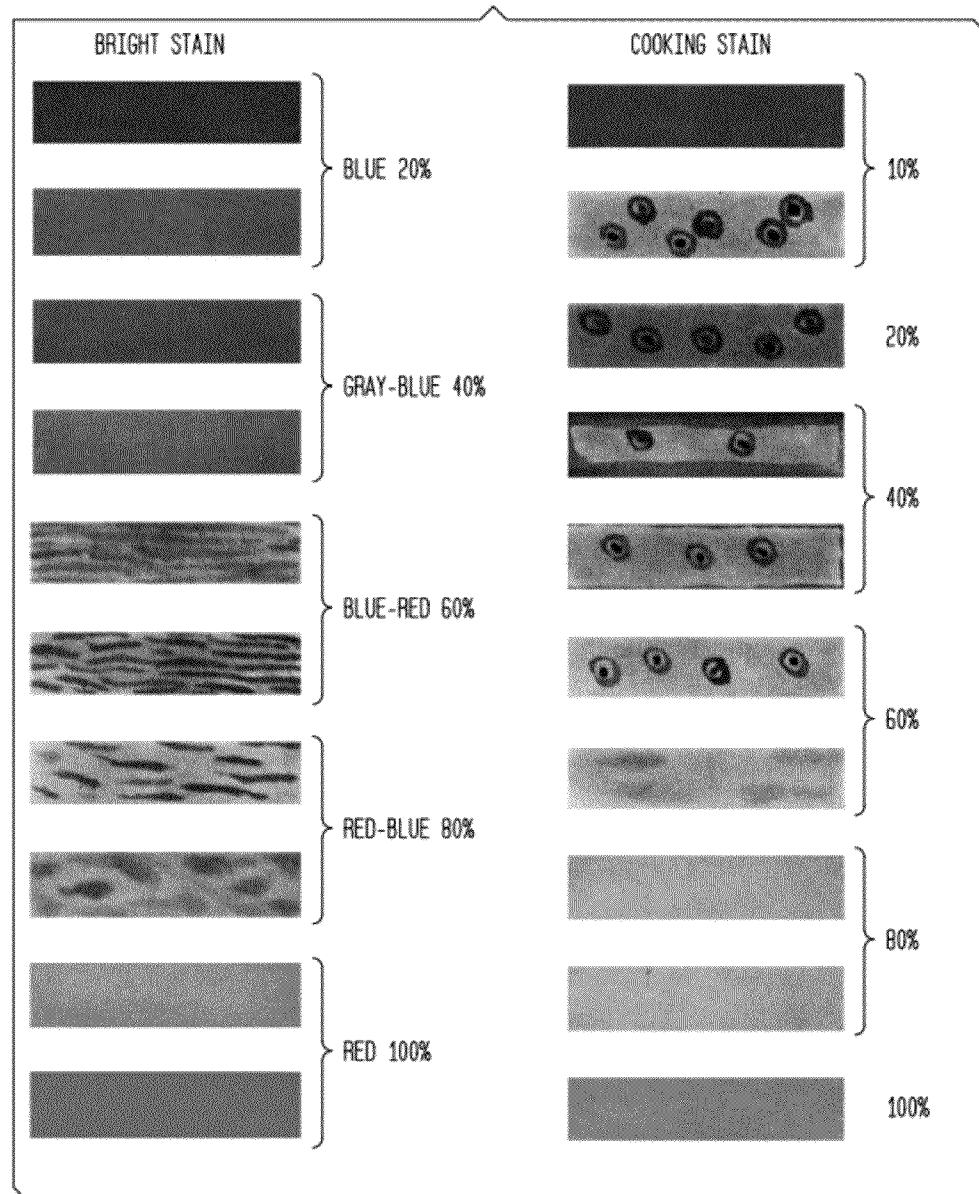 BRIGHT STAIN
BLUE 20%
GRAY-BLUE 40%
BLUE-RED 60%
RED-BLUE 80%
RED 100%
COOKING STAIN
10%
20%
40%
60%
80%
100%